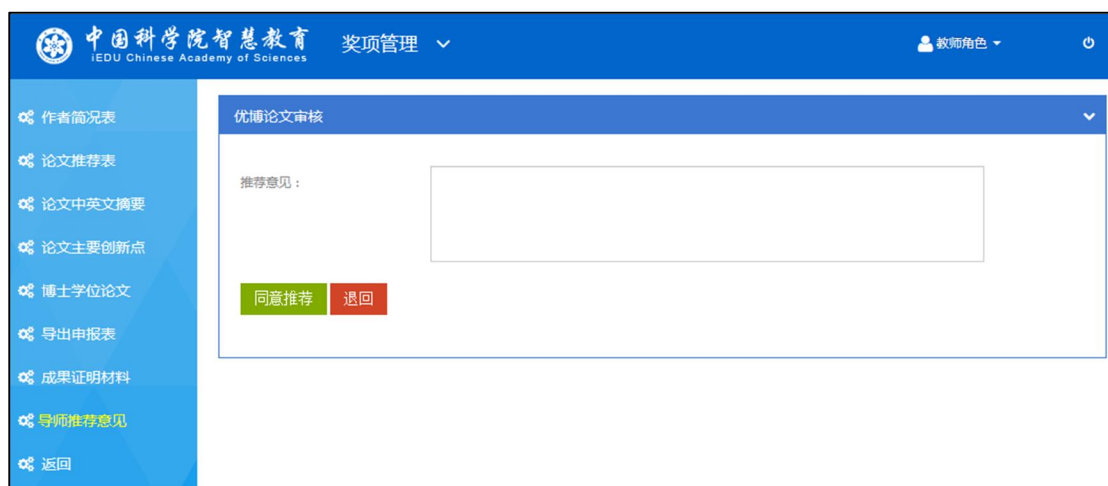 中国科学院智慧教育
iEDU Chinese Academy of Sciences
奖项管理
教师角色
作者简况表
论文推荐表
论文中英文摘要
论文主要创新点
博士学位论文
导出申报表
成果证明材料
导师推荐意见
返回
优博论文审核
推荐意见：
同意推荐 退回